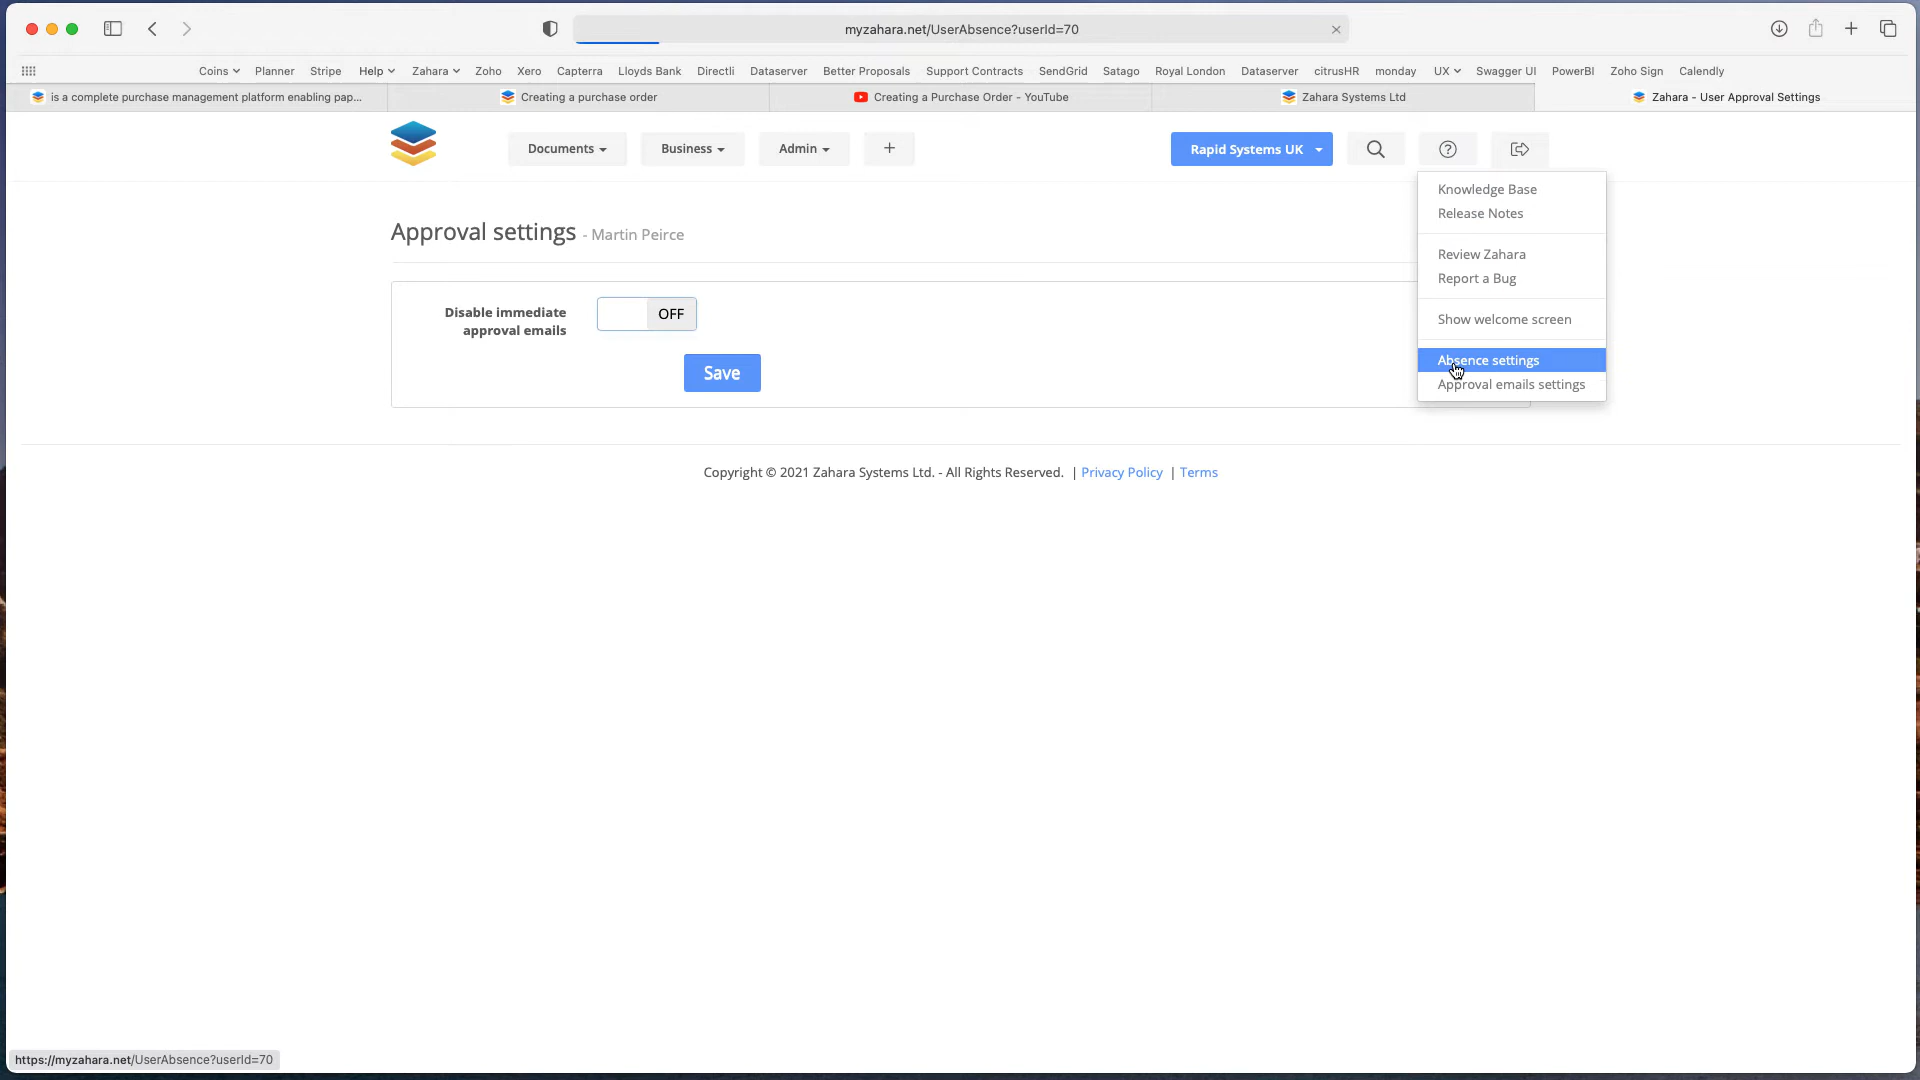 myzahara.net/UserAbsence?userId=70
Coins Planner Stripe Help Zahara Zoho Xero Capterra Lloyds Bank Directli Dataserver Better Proposals Support Contracts SendGrid Satago Royal London Dataserver citrusHR monday UX Swagger UI PowerBI Zoho Sign Calendly
is a complete purchase management platform enabling pap... Creating a purchase order Creating a Purchase Order - YouTube Zahara Systems Ltd Zahara - User Approval Settings
Documents Business Admin + Rapid Systems UK
Knowledge Base
Release Notes
Approval settings - Martin Peirce
Review Zahara
Report a Bug
Disable immediate
approval emails
OFF
Show welcome screen
Save
Absence settings
Approval emails settings
Copyright © 2021 Zahara Systems Ltd. - All Rights Reserved. | Privacy Policy | Terms
https://myzahara.net/UserAbsence?userId=70